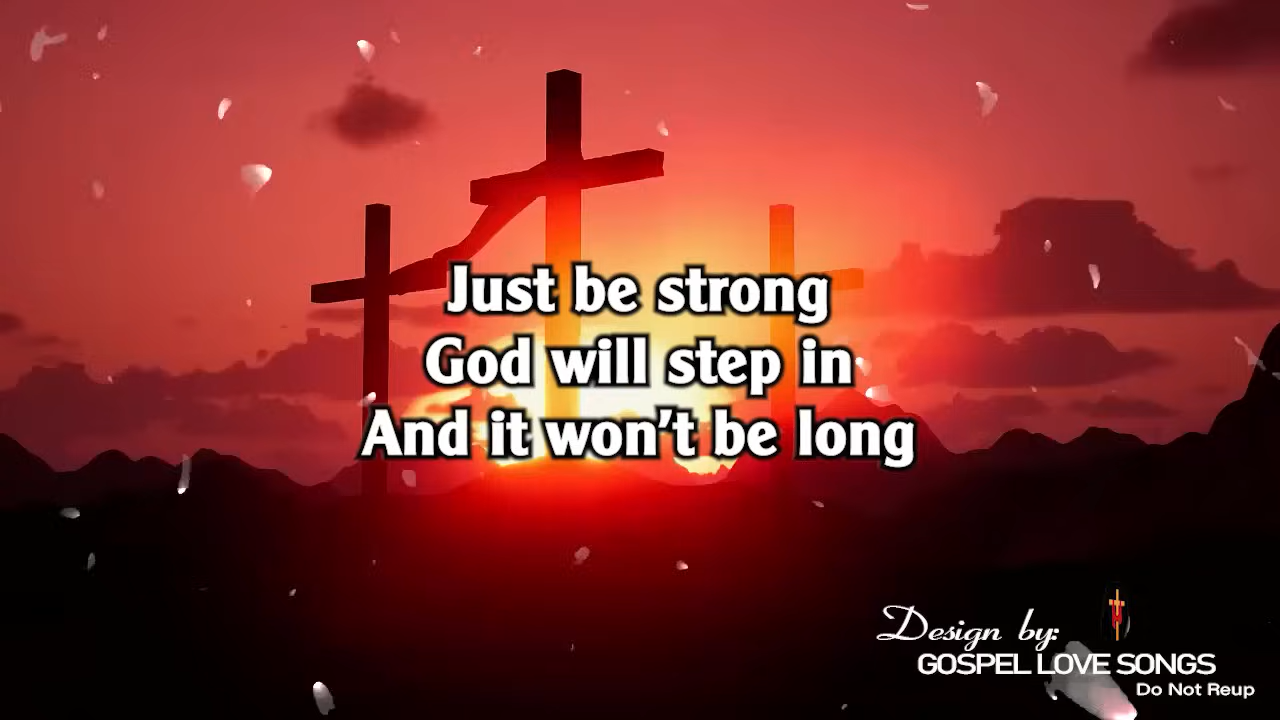 Just be strong
God will step in
And it won't be long
Design by:
GOSPEL LOVE SONGS
Do Not Reup